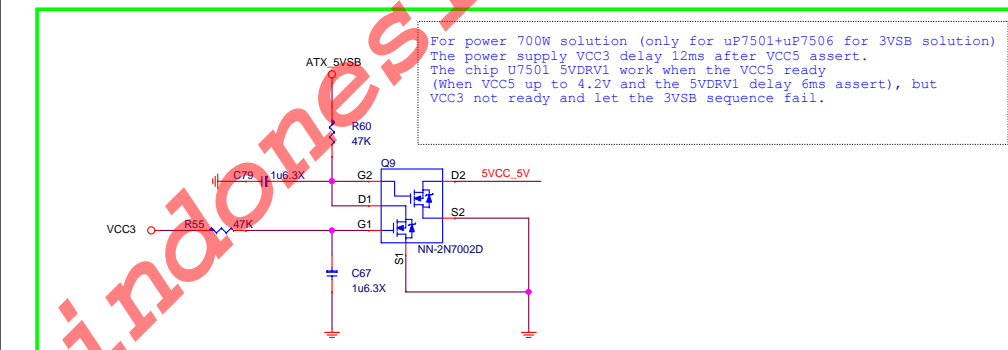 For power 700W solution (only for uP7501+uP7506 for 3VSB solution)
The power supply VCC3 delay 12ms after VCC5 assert.
The chip U7501 5VDRV1 work when the VCC5 ready
(When VCC5 up to 4.2V and the 5VDRV1 delay 6ms assert), but
VCC3 not ready and let the 3VSB sequence fail.
ATX_5VSB
R60
47K
C79
1u6.3X
Q9
G2
D2
5VCC_5V
D1
S2
VCC3
R55
47K
G1
S1
NN-2N7002D
C67
1u6.3X
indones